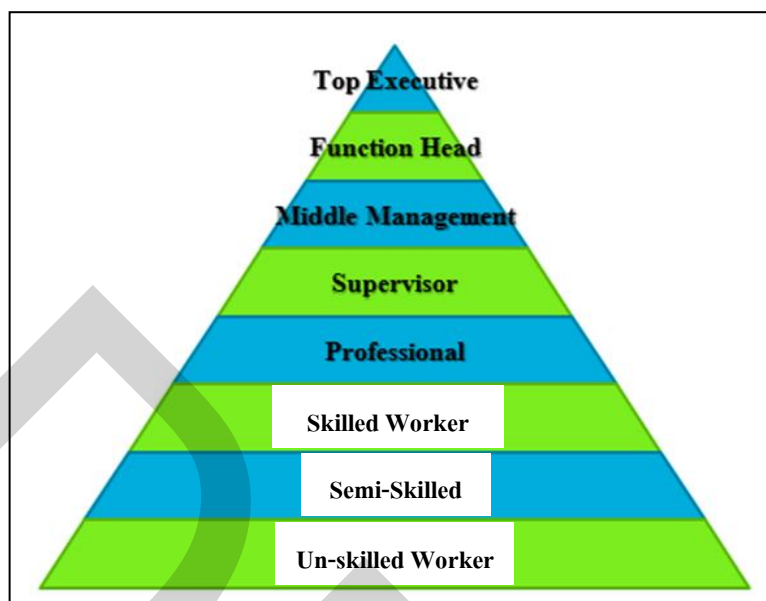 Top Executive
Function Head
Middle Management
Supervisor
Professional
Skilled Worker
Semi-Skilled
Un-skilled Worker